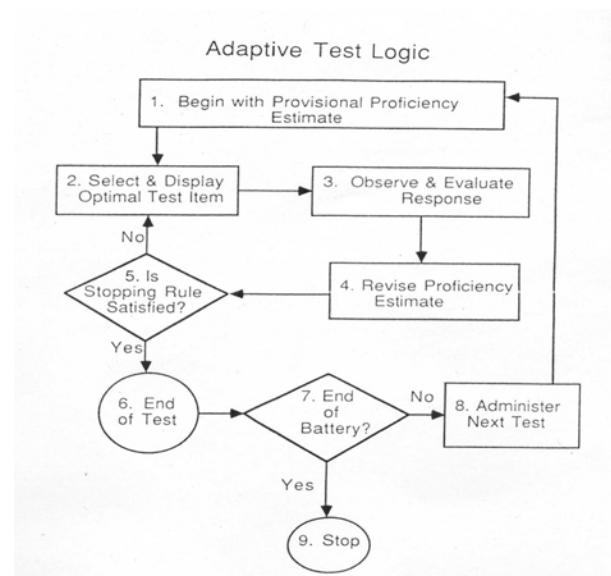 Adaptive Test Logic
1. Begin with Provisional Proficiency
Estimate
2. Select & Display
Optimal Test Item
3. Observe & Evaluate
Response
No
5. Is
Stopping Rule
Satisfied?
4. Revise Proficiency
Estimate
Yes
6. End
of Test
7. End
of
Battery?
No
8. Administer
Next Test
Yes
9. Stop